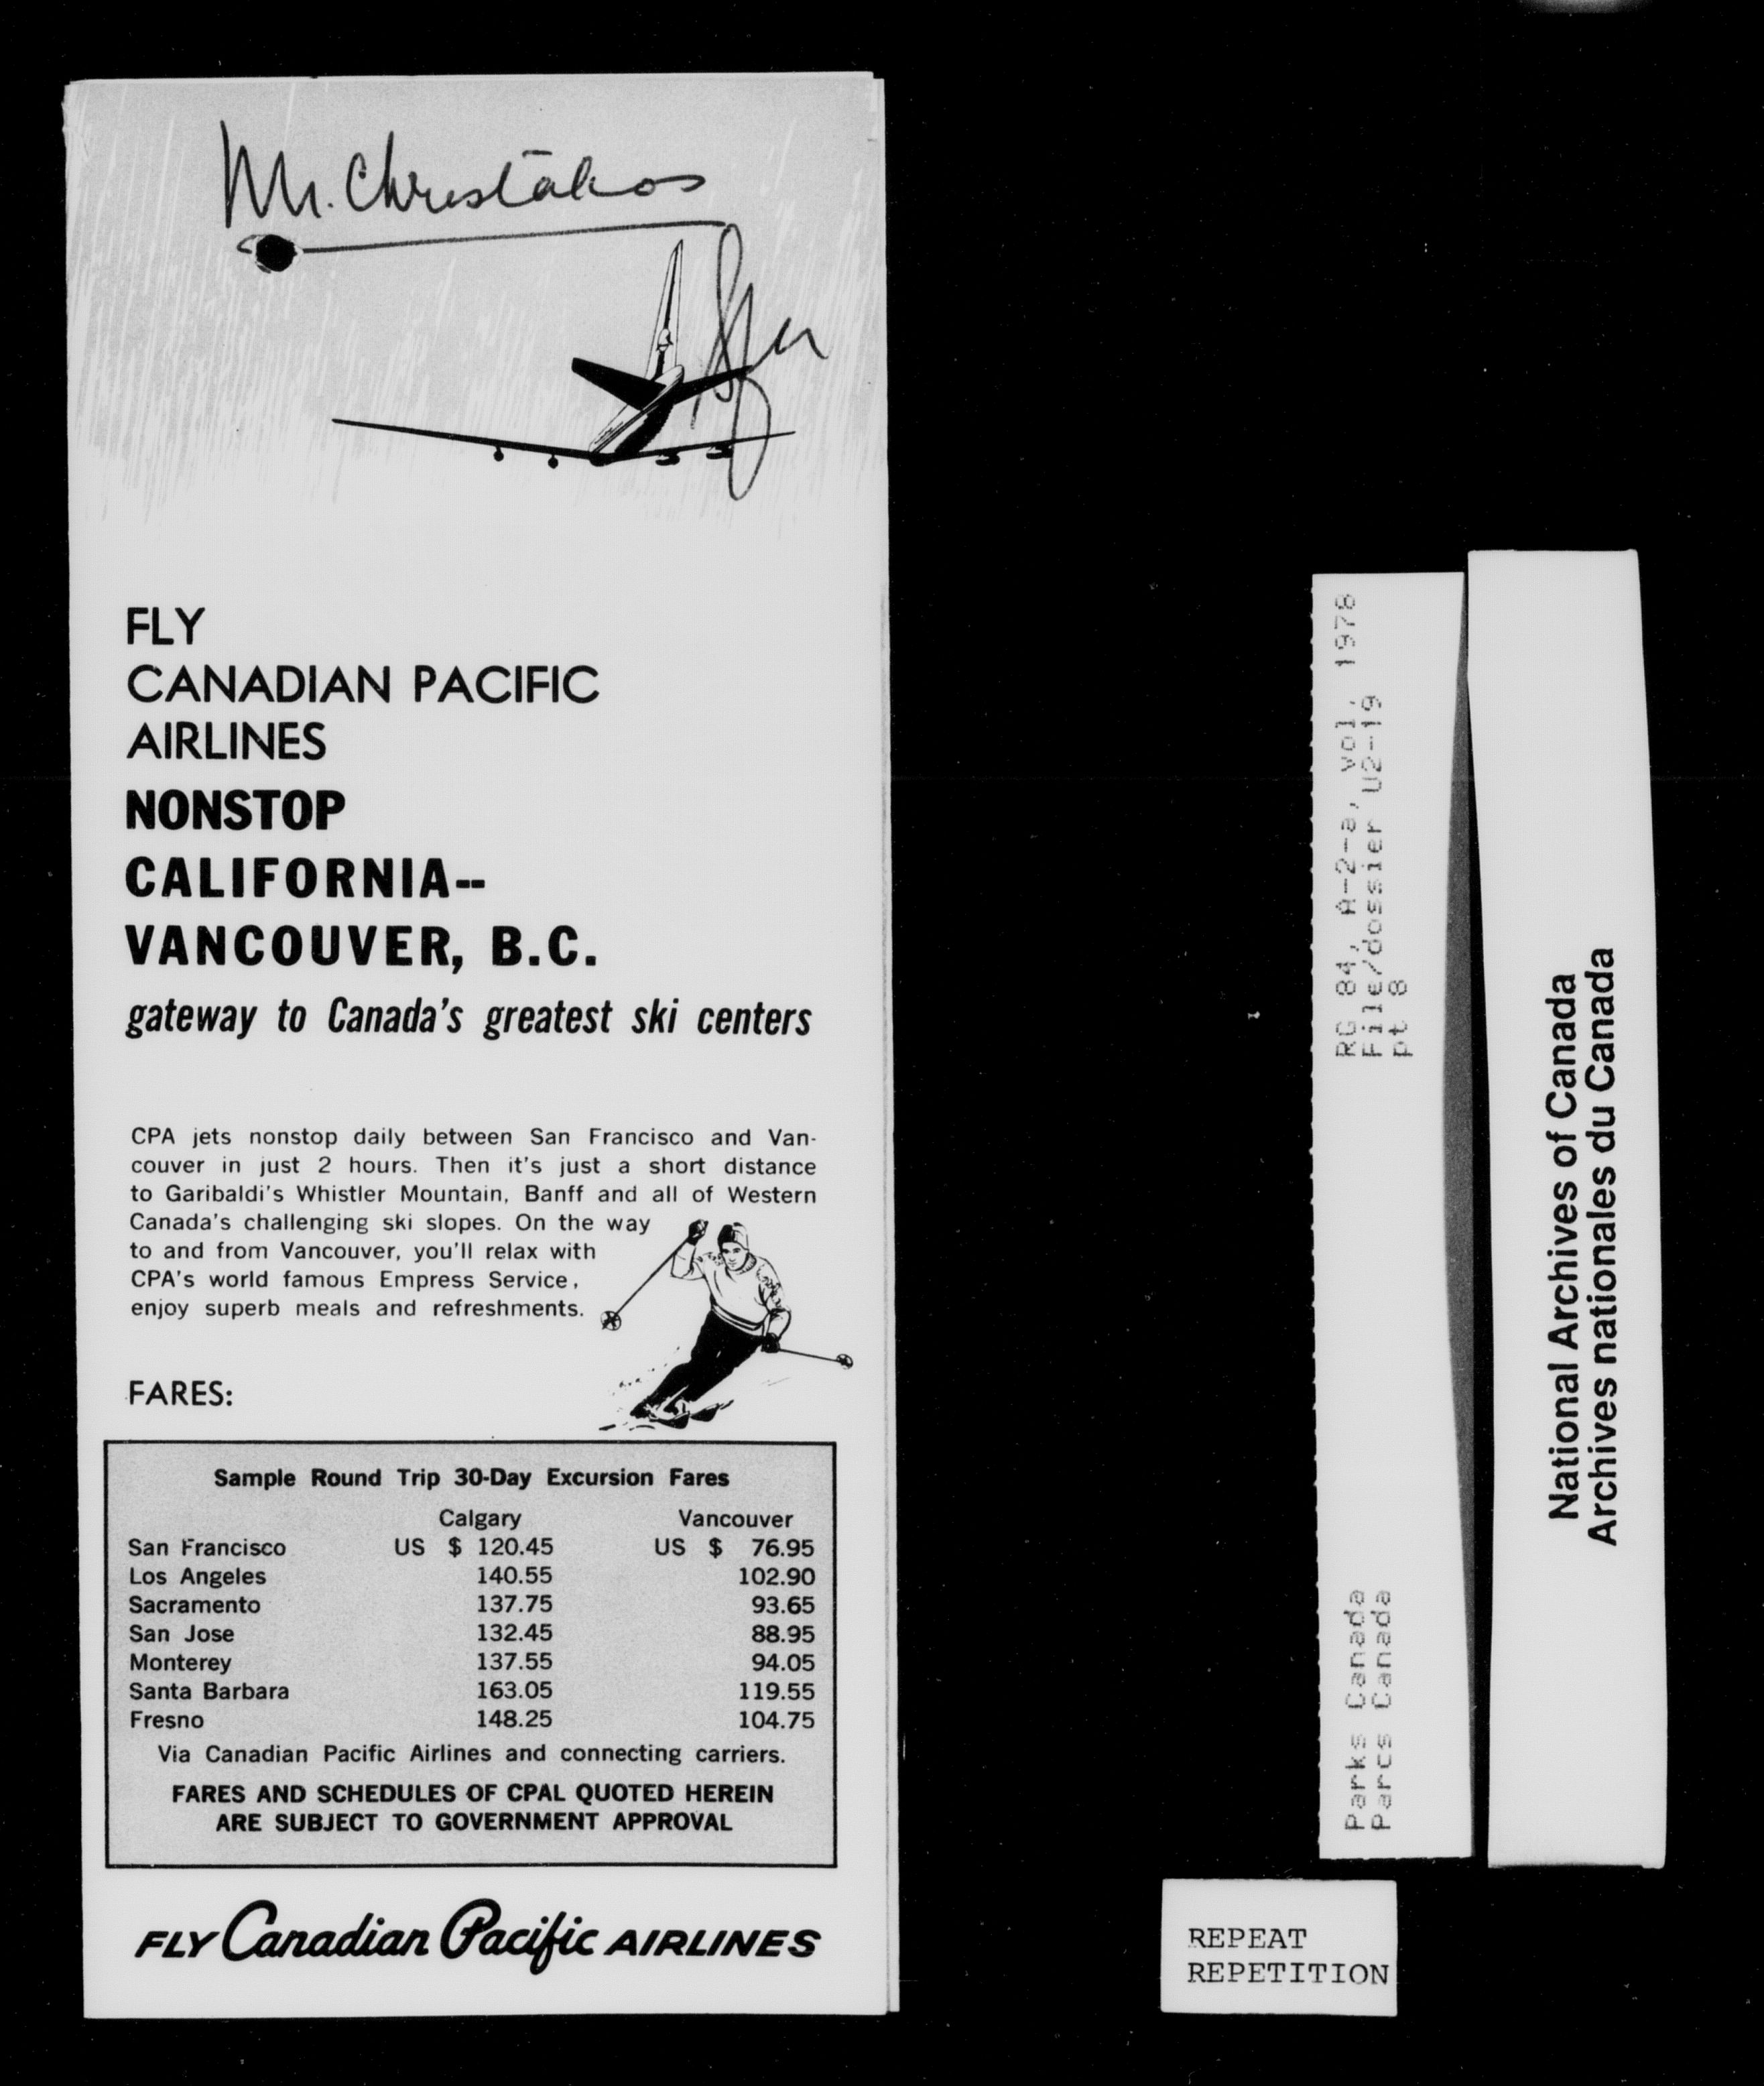 Mr. Christakos
FLY
CANADIAN PACIFIC
AIRLINES
NONSTOP
CALIFORNIA--
VANCOUVER, B.C.
gateway to Canada's greatest ski centers
CPA jets nonstop daily between San Francisco and Van-
couver in just 2 hours. Then it's just a short distance
to Garibaldi's Whistler Mountain, Banff and all of Western
Canada's challenging ski slopes. On the way
to and from Vancouver, you'll relax with
CPA's world famous Empress Service,
enjoy superb meals and refreshments.
FARES:
Sample Round Trip 30-Day Excursion Fares
Calgary Vancouver
San Francisco US $ 120.45 US $ 76.95
Los Angeles 140.55 102.90
Sacramento 137.75 93.65
San Jose 132.45 88.95
Monterey 137.55 94.05
Santa Barbara 163.05 119.55
Fresno 148.25 104.75
Via Canadian Pacific Airlines and connecting carriers.
FARES AND SCHEDULES OF CPAL QUOTED HEREIN
ARE SUBJECT TO GOVERNMENT APPROVAL
FLY Canadian Pacific AIRLINES
Parks Canada RG 84, A-2-a, vol. 1978
Parcs Canada File/dossier U2-19
pt 8
National Archives of Canada
Archives nationales du Canada
REPEAT
REPETITION